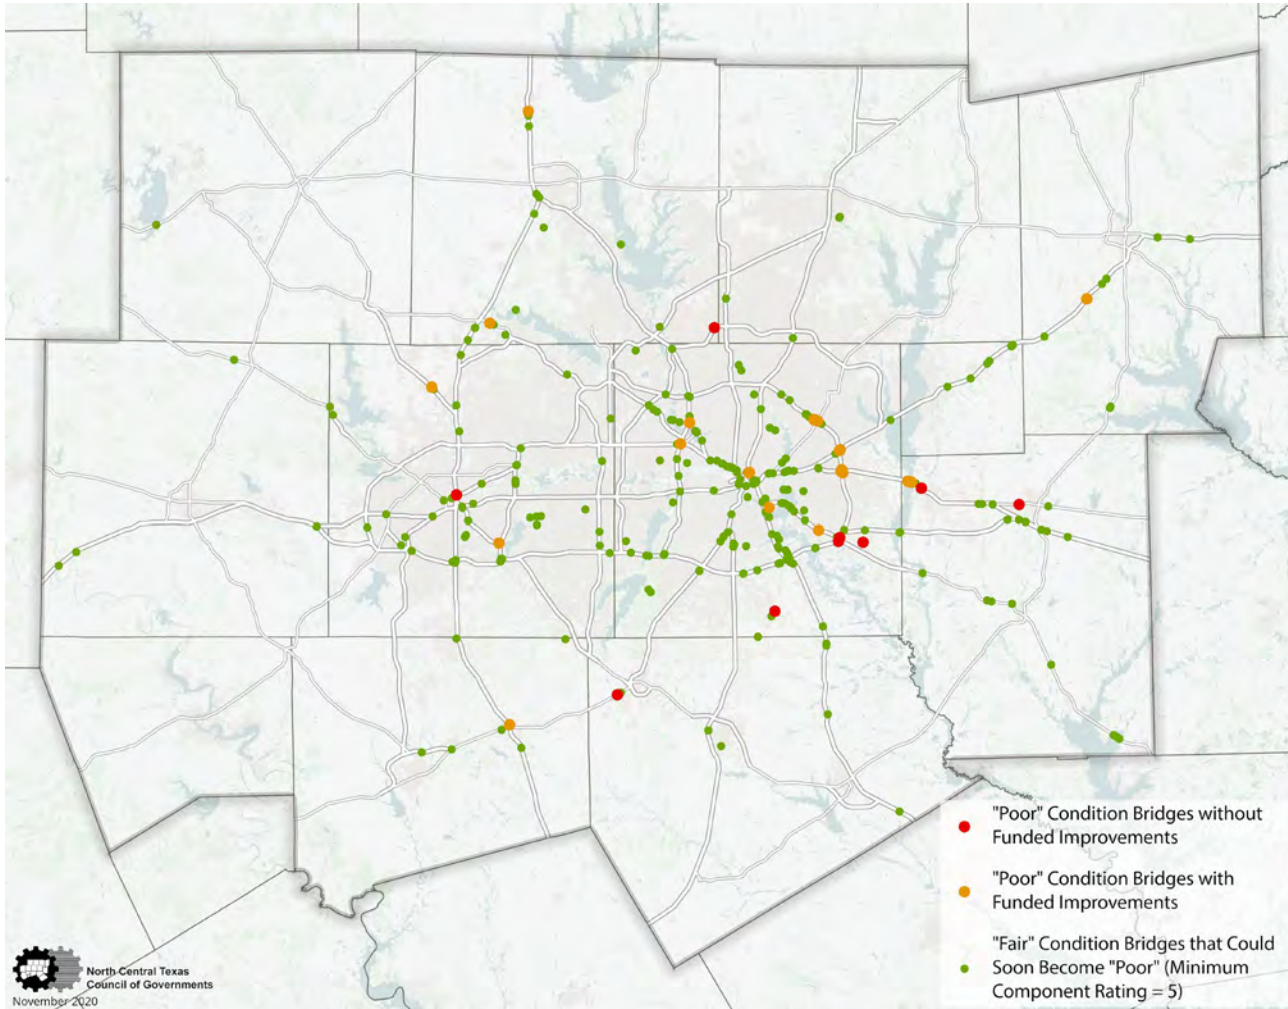 "Poor" Condition Bridges without
Funded Improvements
"Poor" Condition Bridges with
Funded Improvements
"Fair" Condition Bridges that Could
Soon Become "Poor" (Minimum
Component Rating = 5)
North Central Texas
Council of Governments
November 2020